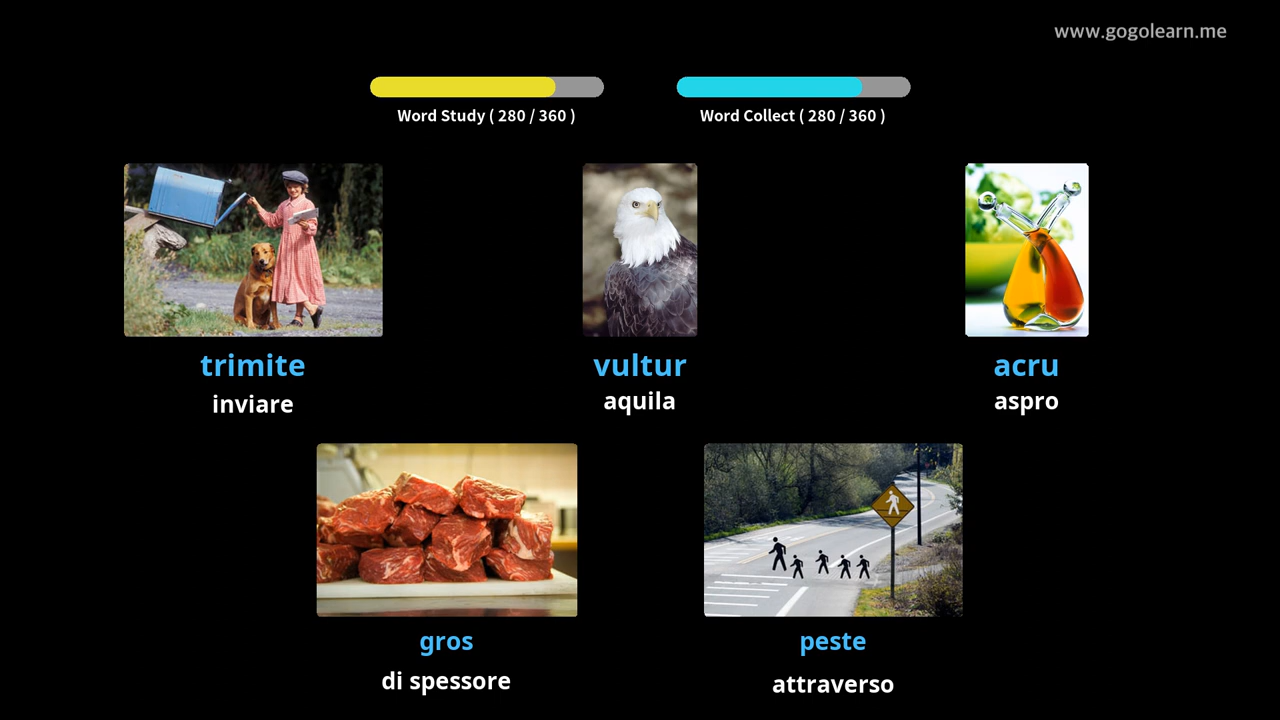 www.gogolearn.me
Word Study ( 280 / 360 )
Word Collect ( 280 / 360 )
trimite
inviare
vultur
aquila
acru
aspro
gros
di spessore
peste
attraverso